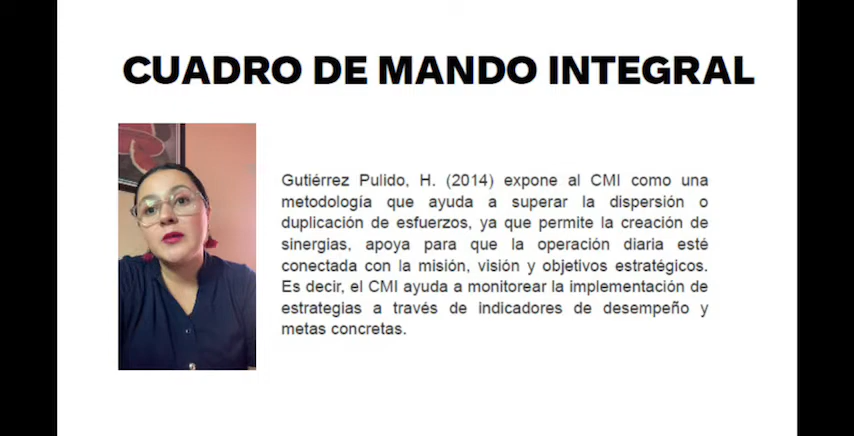 CUADRO DE MANDO INTEGRAL
Gutiérrez Pulido, H. (2014) expone al CMI como una
metodología que ayuda a superar la dispersión o
duplicación de esfuerzos, ya que permite la creación de
sinergias, apoya para que la operación diaria esté
conectada con la misión, visión y objetivos estratégicos.
Es decir, el CMI ayuda a monitorear la implementación de
estrategias a través de indicadores de desempeño y
metas concretas.